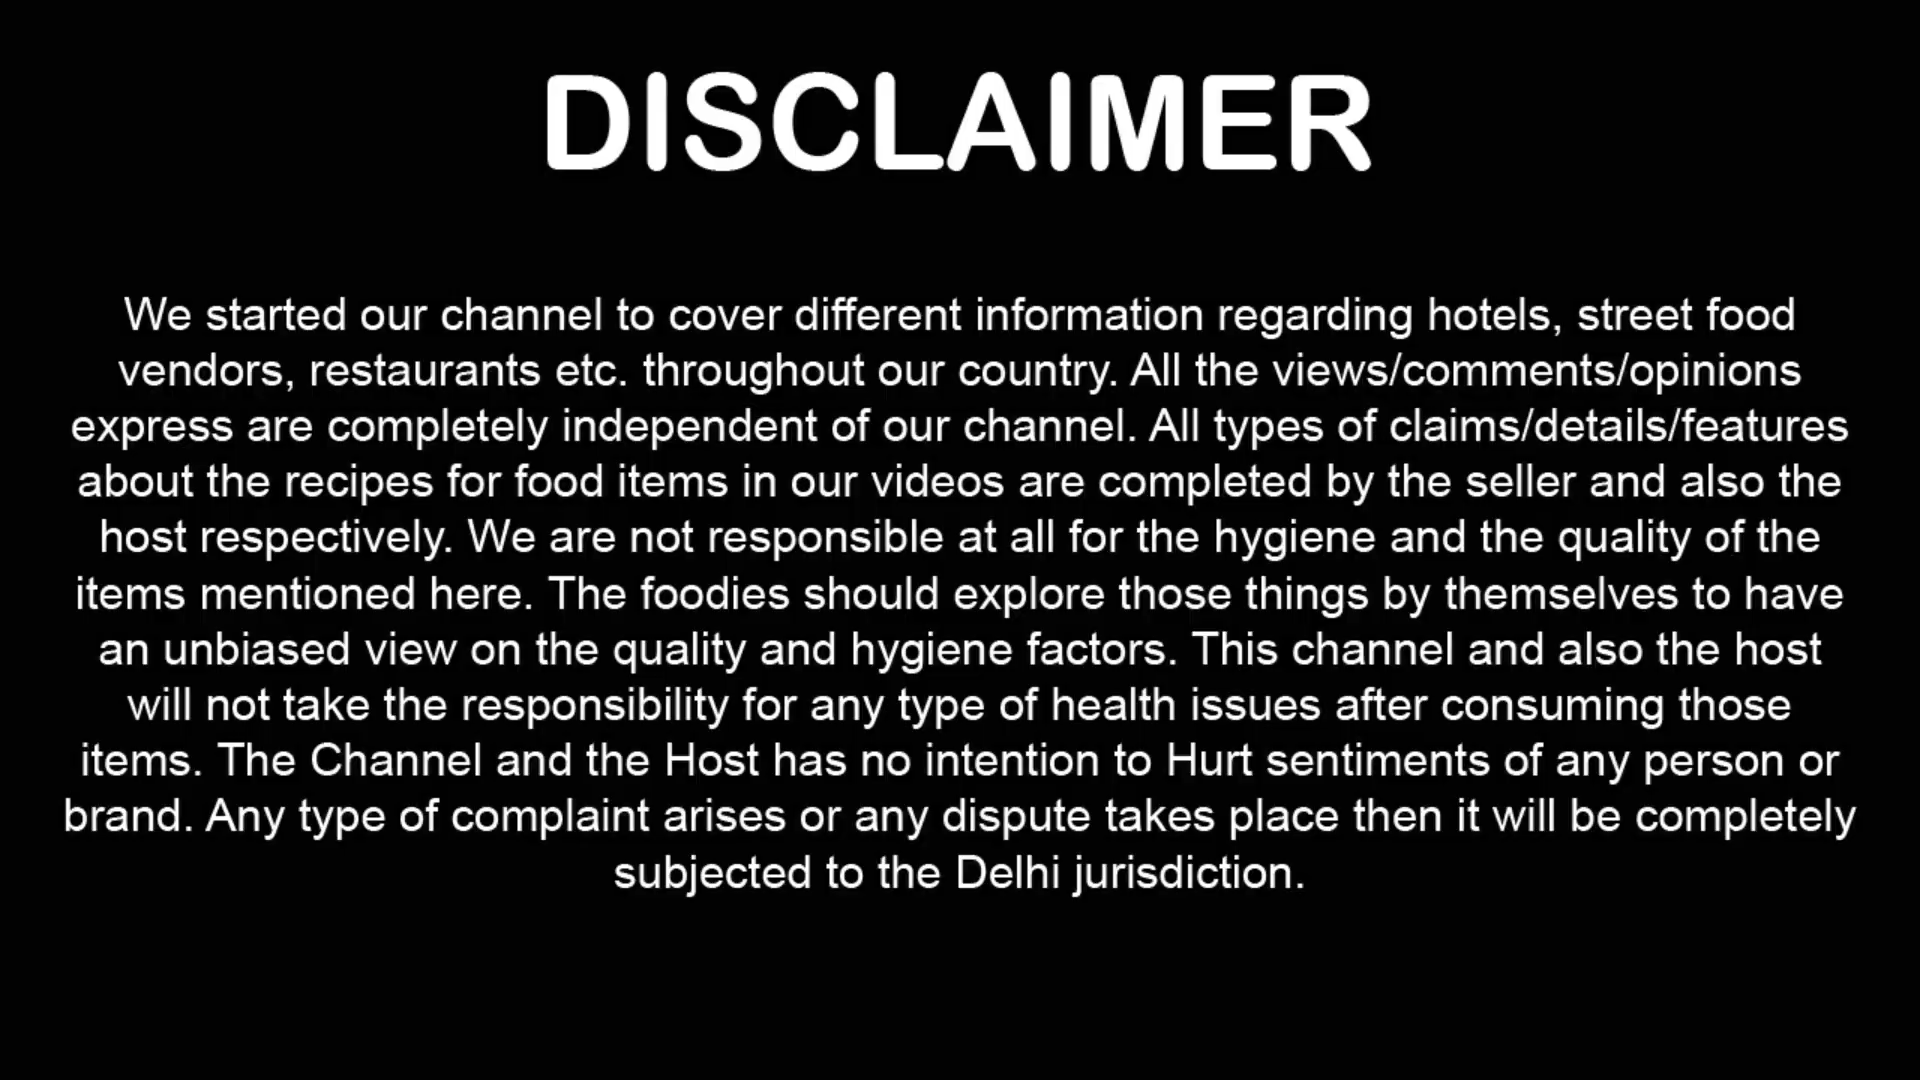 DISCLAIMER
We started our channel to cover different information regarding hotels, street food
vendors, restaurants etc. throughout our country. All the views/comments/opinions
express are completely independent of our channel. All types of claims/details/features
about the recipes for food items in our videos are completed by the seller and also the
host respectively. We are not responsible at all for the hygiene and the quality of the
items mentioned here. The foodies should explore those things by themselves to have
an unbiased view on the quality and hygiene factors. This channel and also the host
will not take the responsibility for any type of health issues after consuming those
items. The Channel and the Host has no intention to Hurt sentiments of any person or
brand. Any type of complaint arises or any dispute takes place then it will be completely
subjected to the Delhi jurisdiction.